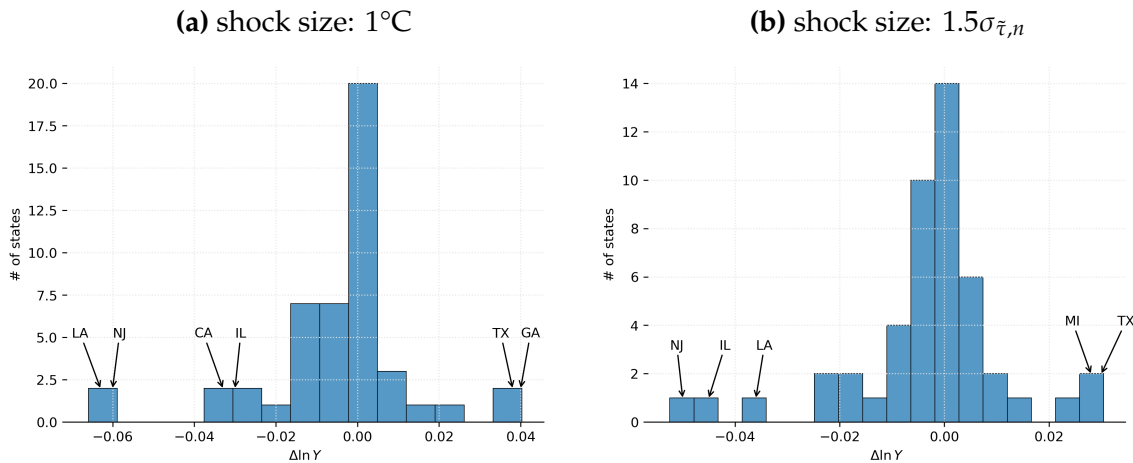 (a) shock size: 1°C
20.0
17.5
15.0
12.5
10.0
7.5
5.0
2.5
0.0
# of states
LA NJ CA IL TX GA
−0.06 −0.04 −0.02 0.00 0.02 0.04
Δln Y
(b) shock size: 1.5σ_τ̃,n
14
12
10
8
6
4
2
0
# of states
NJ IL LA MI TX
−0.04 −0.02 0.00 0.02
Δln Y